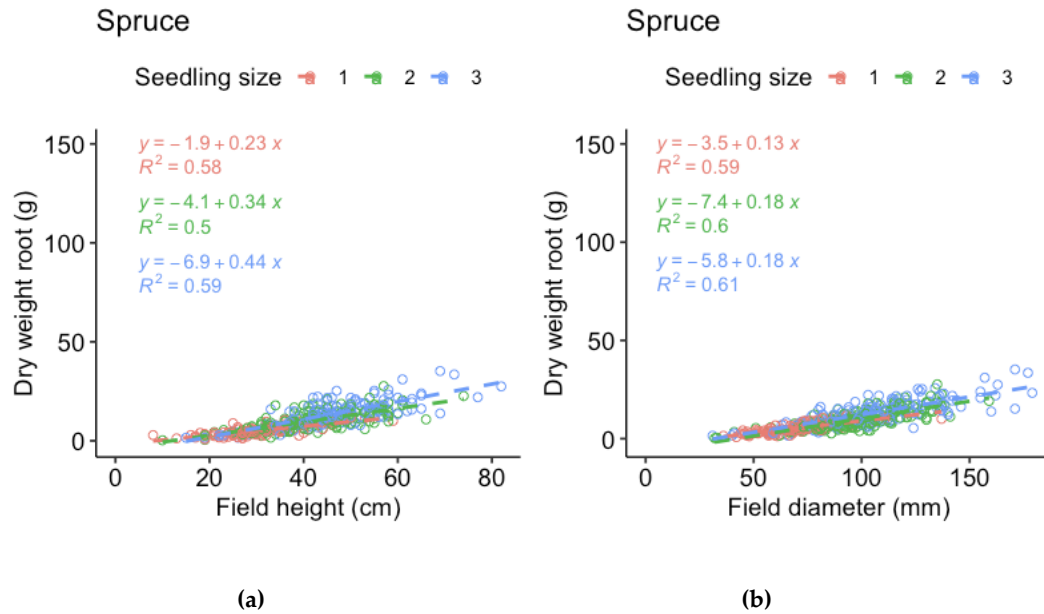 Spruce
Seedling size 1 2 3
y = − 1.9 + 0.23 x
R² = 0.58
y = − 4.1 + 0.34 x
R² = 0.5
y = − 6.9 + 0.44 x
R² = 0.59
150
100
50
0
Dry weight root (g)
0 20 40 60 80
Field height (cm)
(a)
Spruce
Seedling size 1 2 3
y = − 3.5 + 0.13 x
R² = 0.59
y = − 7.4 + 0.18 x
R² = 0.6
y = − 5.8 + 0.18 x
R² = 0.61
150
100
50
0
Dry weight root (g)
0 50 100 150
Field diameter (mm)
(b)